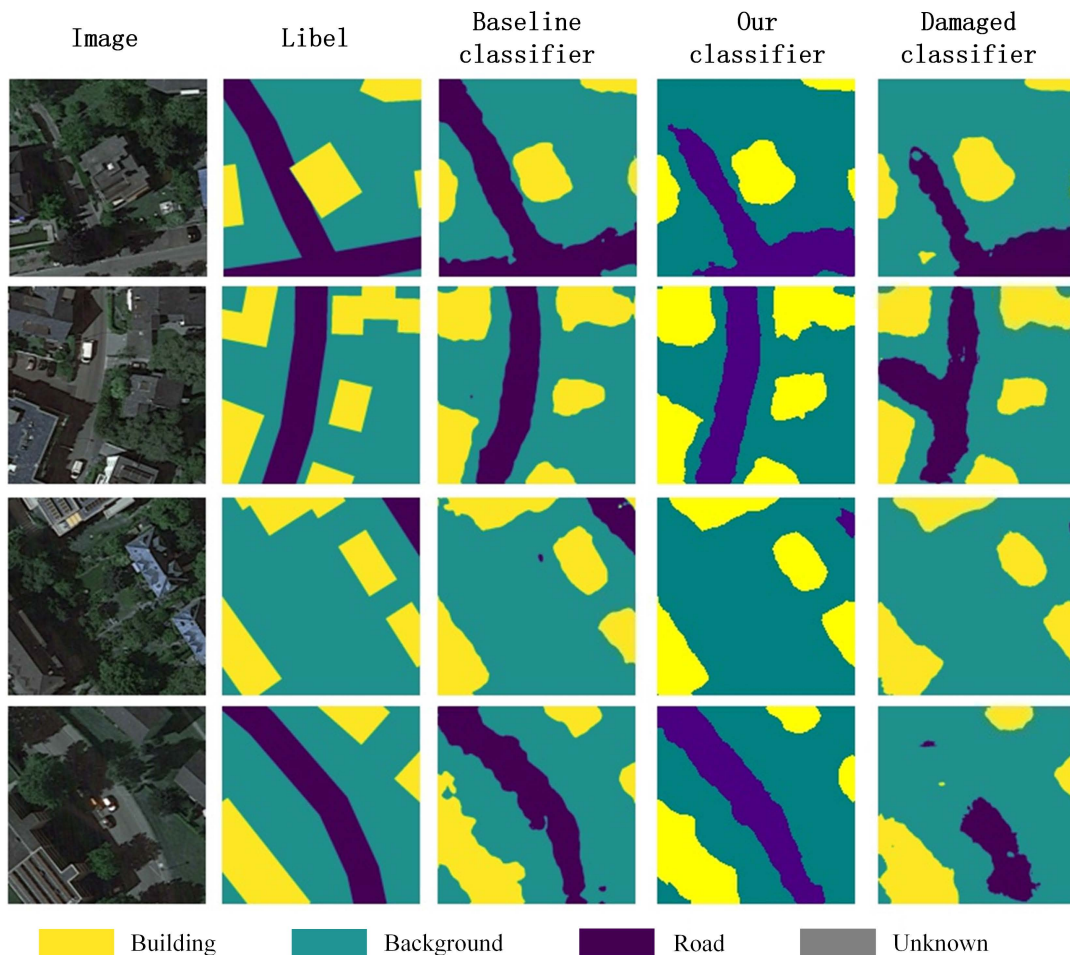 Image
Libel
Baseline
classifier
Our
classifier
Damaged
classifier
Building
Background
Road
Unknown